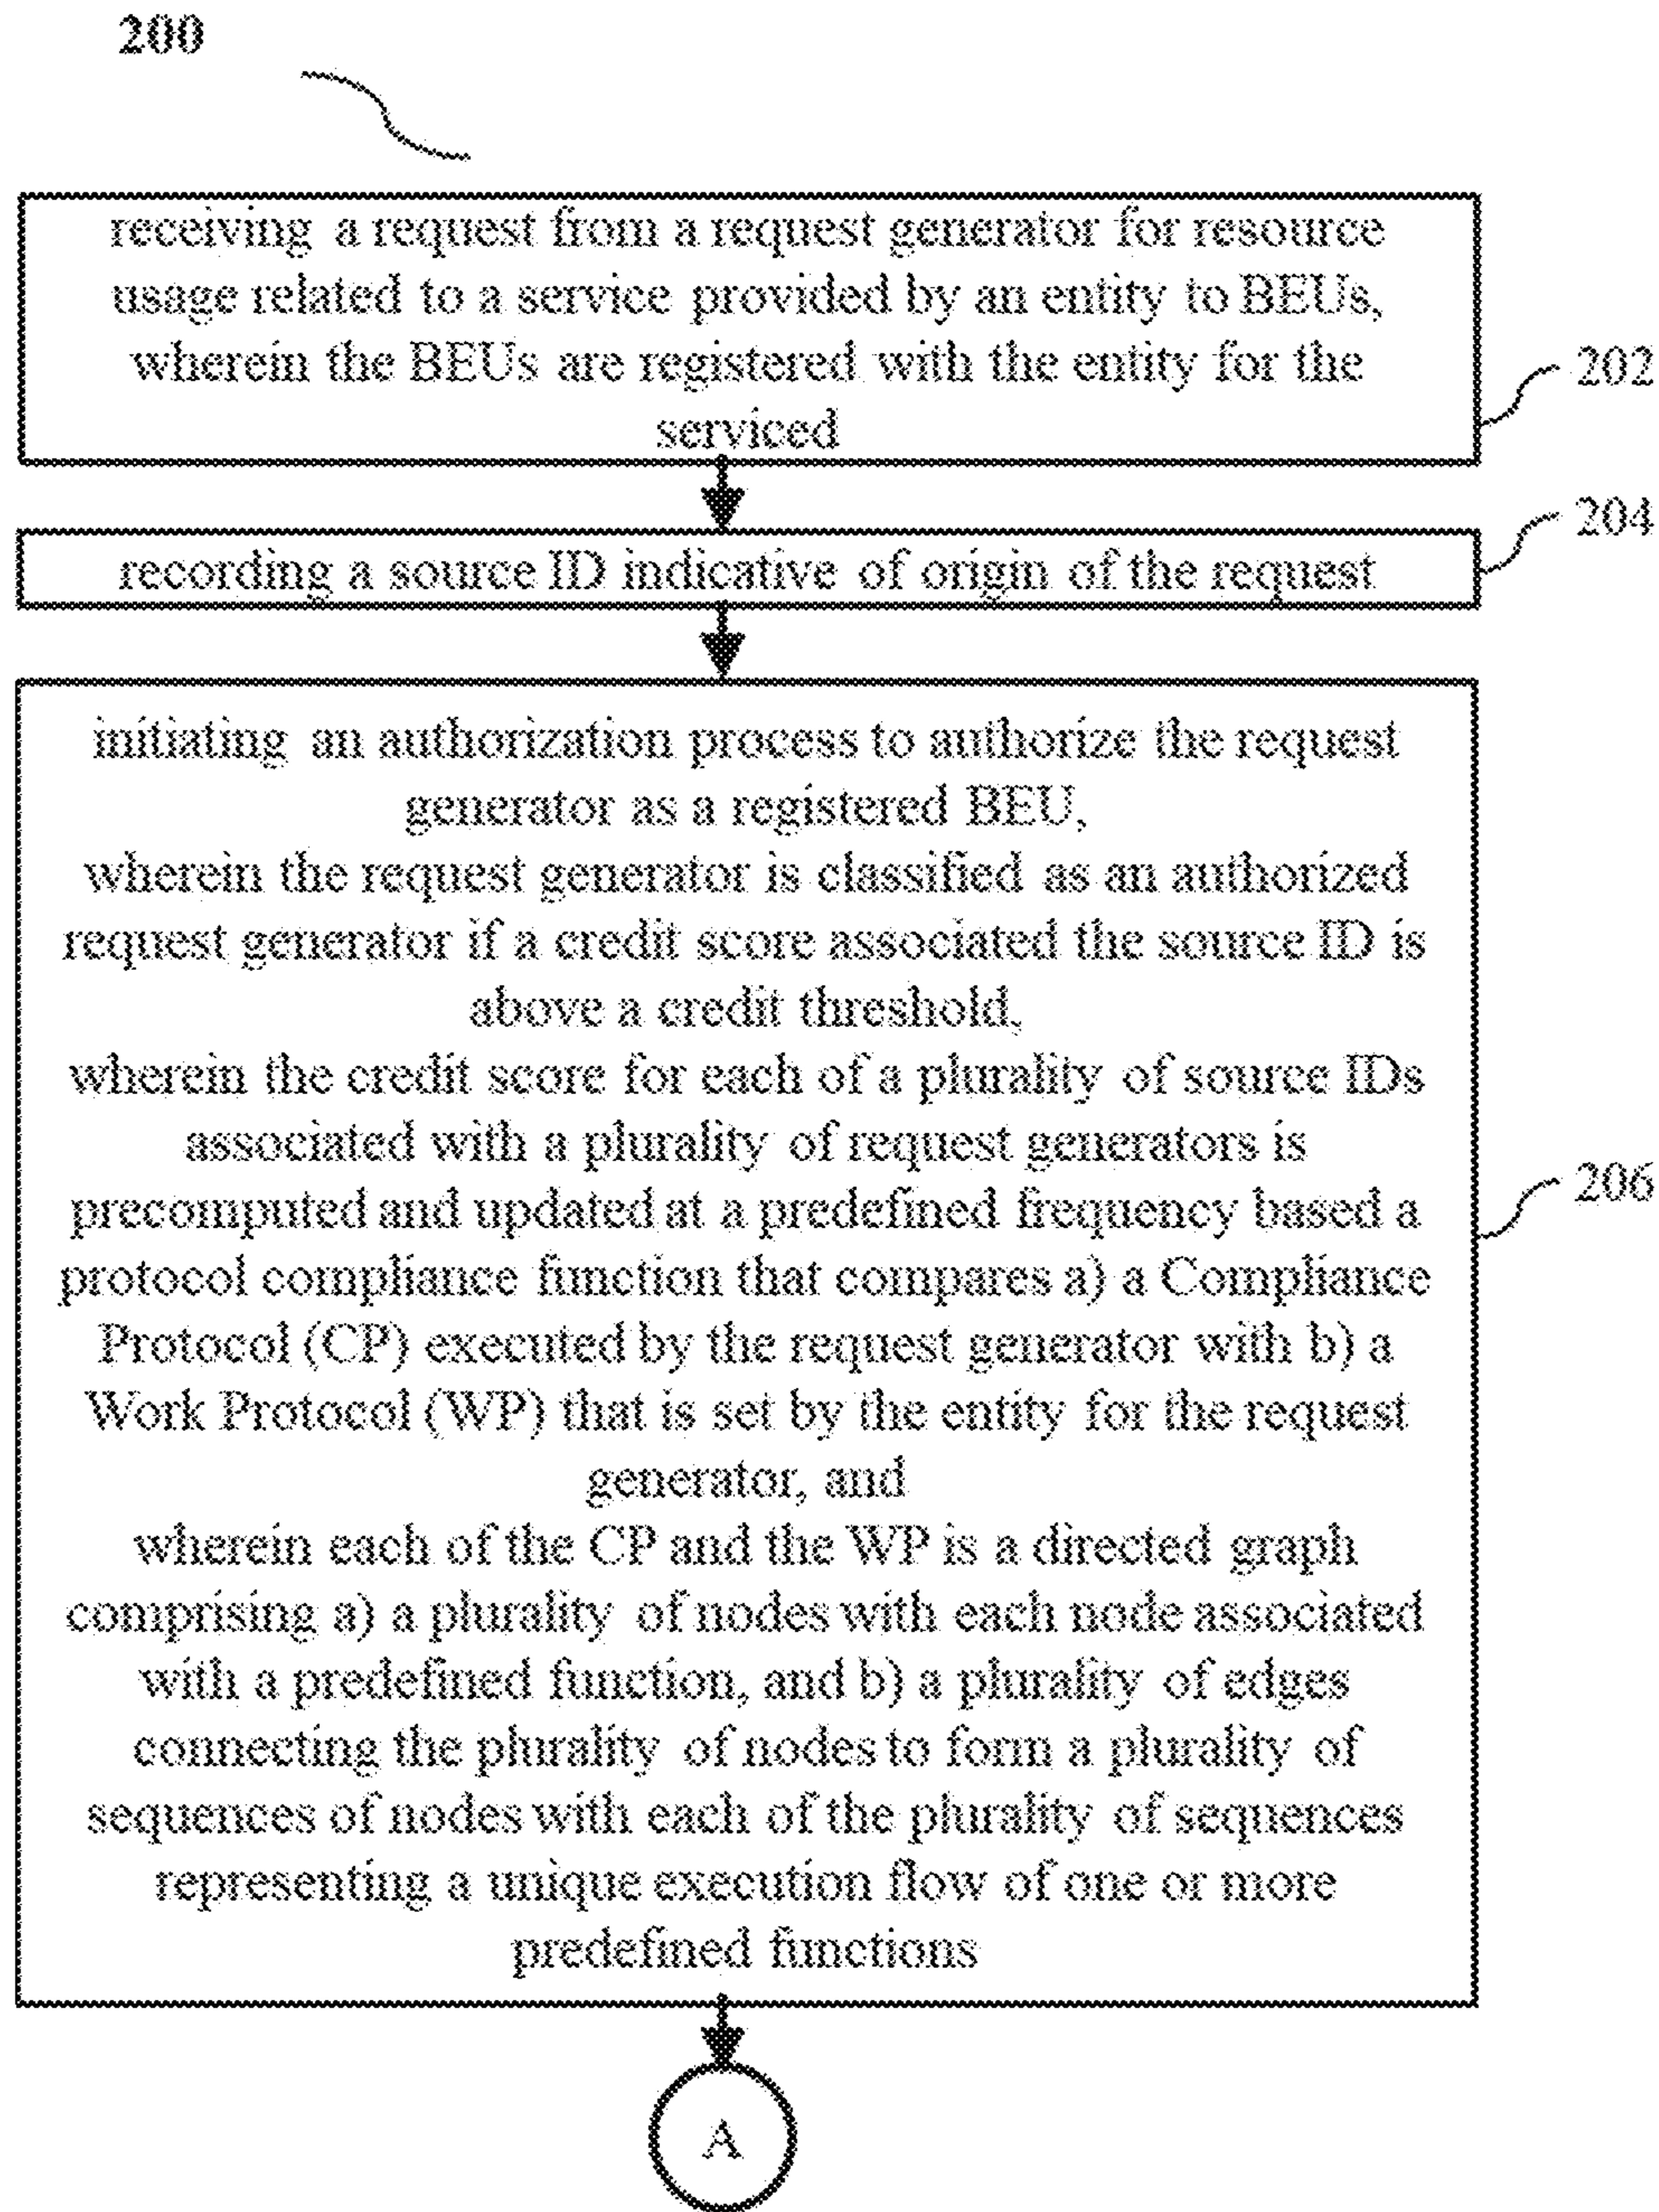 200
receiving a request from a request generator for resource
usage related to a service provided by an entity to BEUs,
wherein the BEUs are registered with the entity for the
serviced
202
204
recording a source ID indicative of origin of the request
initiating an authorization process to authorize the request
generator as a registered BEU,
wherein the request generator is classified as an authorized
request generator if a credit score associated the source ID is
above a credit threshold,
wherein the credit score for each of a plurality of source IDs
associated with a plurality of request generators is
precomputed and updated at a predefined frequency based a
protocol compliance function that compares a) a Compliance
Protocol (CP) executed by the request generator with b) a
Work Protocol (WP) that is set by the entity for the request
generator, and
wherein each of the CP and the WP is a directed graph
comprising a) a plurality of nodes with each node associated
with a predefined function, and b) a plurality of edges
connecting the plurality of nodes to form a plurality of
sequences of nodes with each of the plurality of sequences
representing a unique execution flow of one or more
predefined functions
206
A